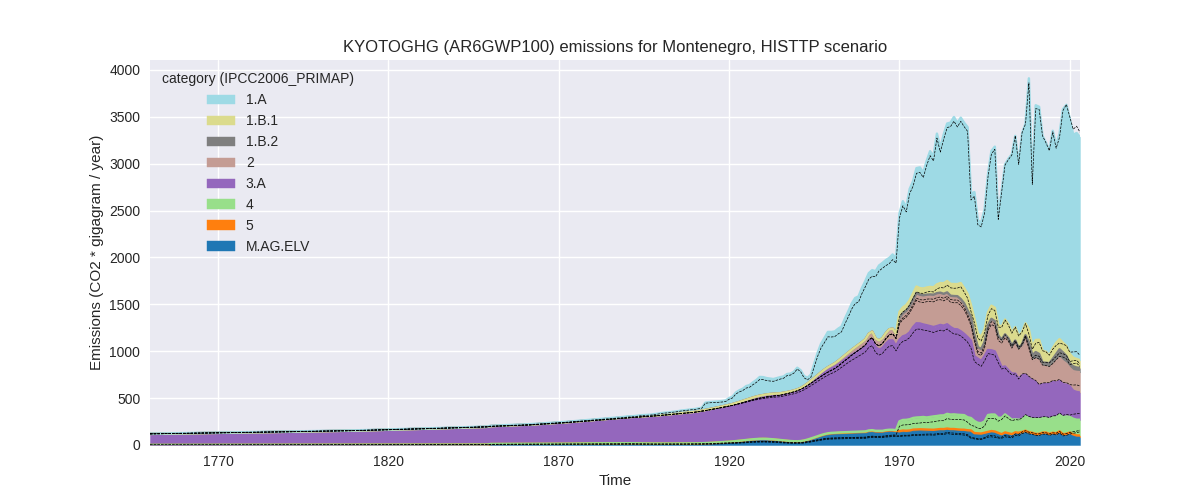 KYOTOGHG (AR6GWP100) emissions for Montenegro, HISTTP scenario
category (IPCC2006_PRIMAP)
1.A
1.B.1
1.B.2
2
3.A
4
5
M.AG.ELV
Emissions (CO2 * gigagram / year)
4000
3500
3000
2500
2000
1500
1000
500
0
1770
1820
1870
1920
1970
2020
Time